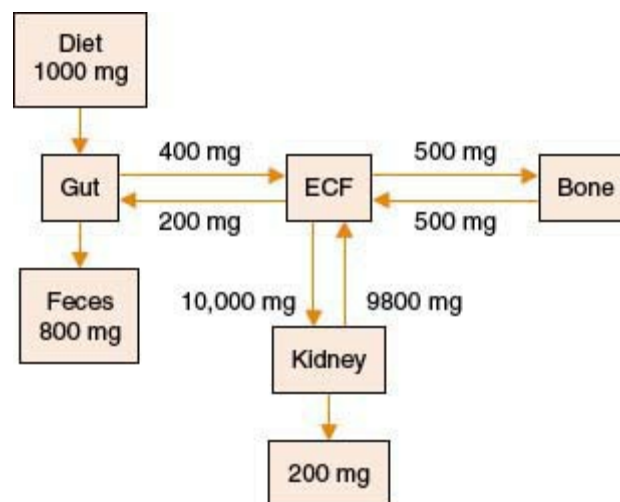 Diet
1000 mg
400 mg
500 mg
Gut
ECF
Bone
200 mg
500 mg
Feces
800 mg
10,000 mg
9800 mg
Kidney
200 mg